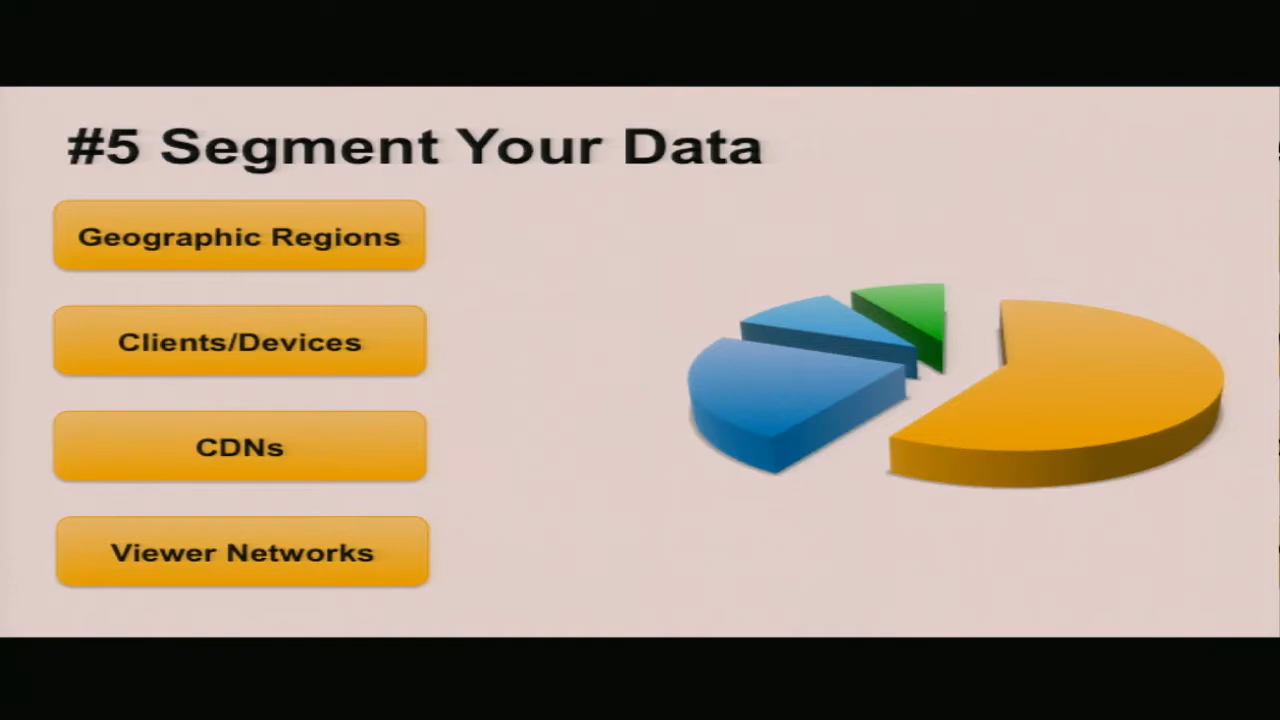 #5 Segment Your Data
Geographic Regions
Clients/Devices
CDNs
Viewer Networks